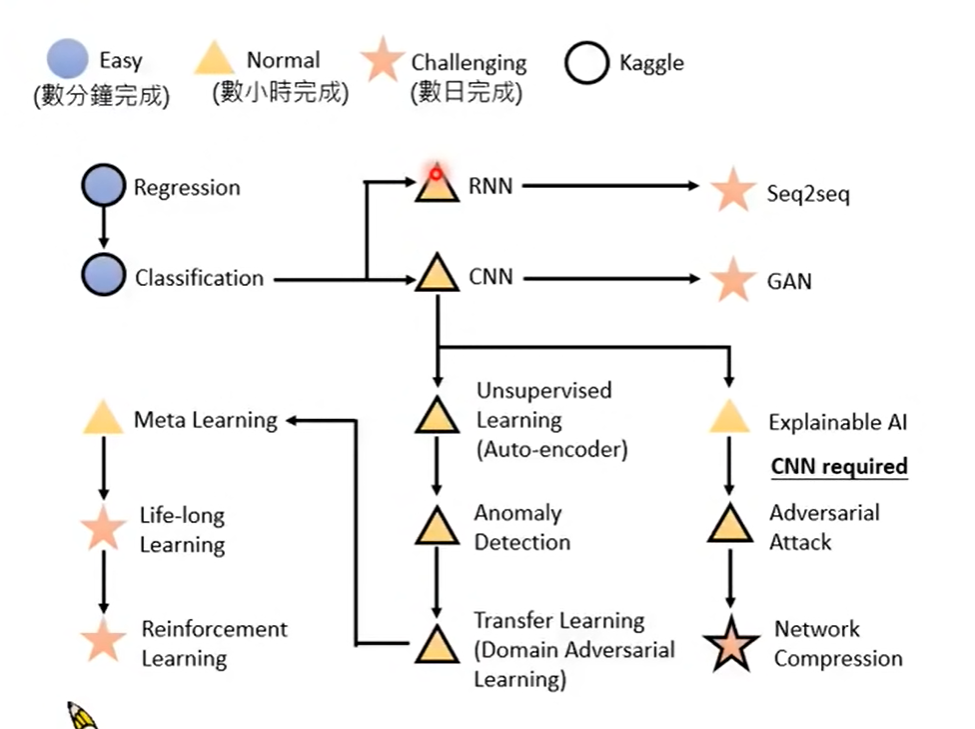 Easy
(數分鐘完成)
Normal
(數小時完成)
Challenging
(數日完成)
Kaggle
Regression
RNN
Seq2seq
Classification
CNN
GAN
Meta Learning
Unsupervised
Learning
(Auto-encoder)
Explainable AI
CNN required
Life-long
Learning
Anomaly
Detection
Adversarial
Attack
Reinforcement
Learning
Transfer Learning
(Domain Adversarial
Learning)
Network
Compression